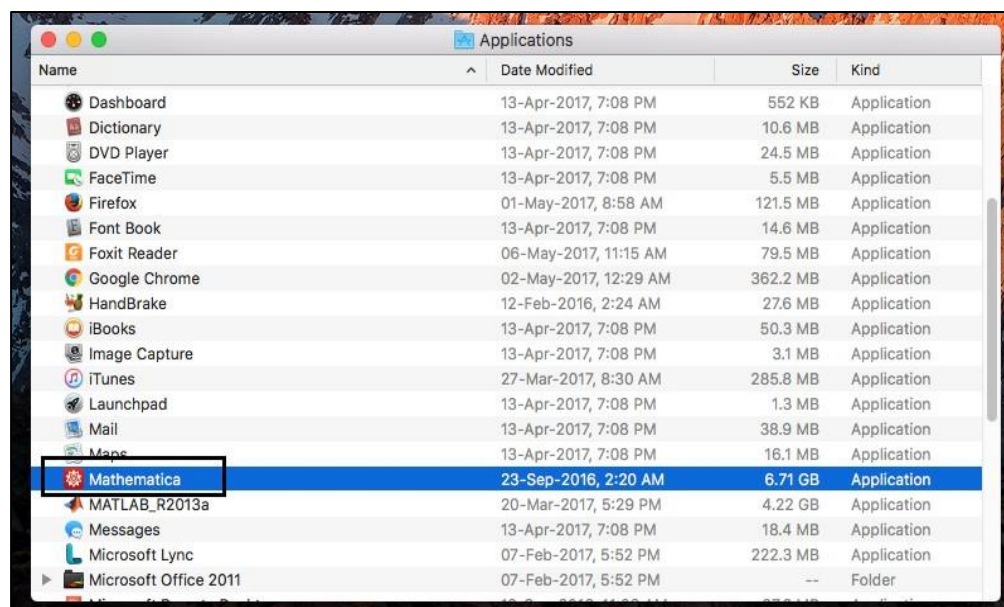 Applications
Name Date Modified Size Kind
Dashboard 13-Apr-2017, 7:08 PM 552 KB Application
Dictionary 13-Apr-2017, 7:08 PM 10.6 MB Application
DVD Player 13-Apr-2017, 7:08 PM 24.5 MB Application
FaceTime 13-Apr-2017, 7:08 PM 5.5 MB Application
Firefox 01-May-2017, 8:58 AM 121.5 MB Application
Font Book 13-Apr-2017, 7:08 PM 14.6 MB Application
Foxit Reader 06-May-2017, 11:15 AM 79.5 MB Application
Google Chrome 02-May-2017, 12:29 AM 362.2 MB Application
HandBrake 12-Feb-2016, 2:24 AM 27.6 MB Application
iBooks 13-Apr-2017, 7:08 PM 50.3 MB Application
Image Capture 13-Apr-2017, 7:08 PM 3.1 MB Application
iTunes 27-Mar-2017, 8:30 AM 285.8 MB Application
Launchpad 13-Apr-2017, 7:08 PM 1.3 MB Application
Mail 13-Apr-2017, 7:08 PM 38.9 MB Application
Maps 13-Apr-2017, 7:08 PM 16.1 MB Application
Mathematica 23-Sep-2016, 2:20 AM 6.71 GB Application
MATLAB_R2013a 20-Mar-2017, 5:29 PM 4.22 GB Application
Messages 13-Apr-2017, 7:08 PM 18.4 MB Application
Microsoft Lync 07-Feb-2017, 5:52 PM 222.3 MB Application
Microsoft Office 2011 07-Feb-2017, 5:52 PM -- Folder